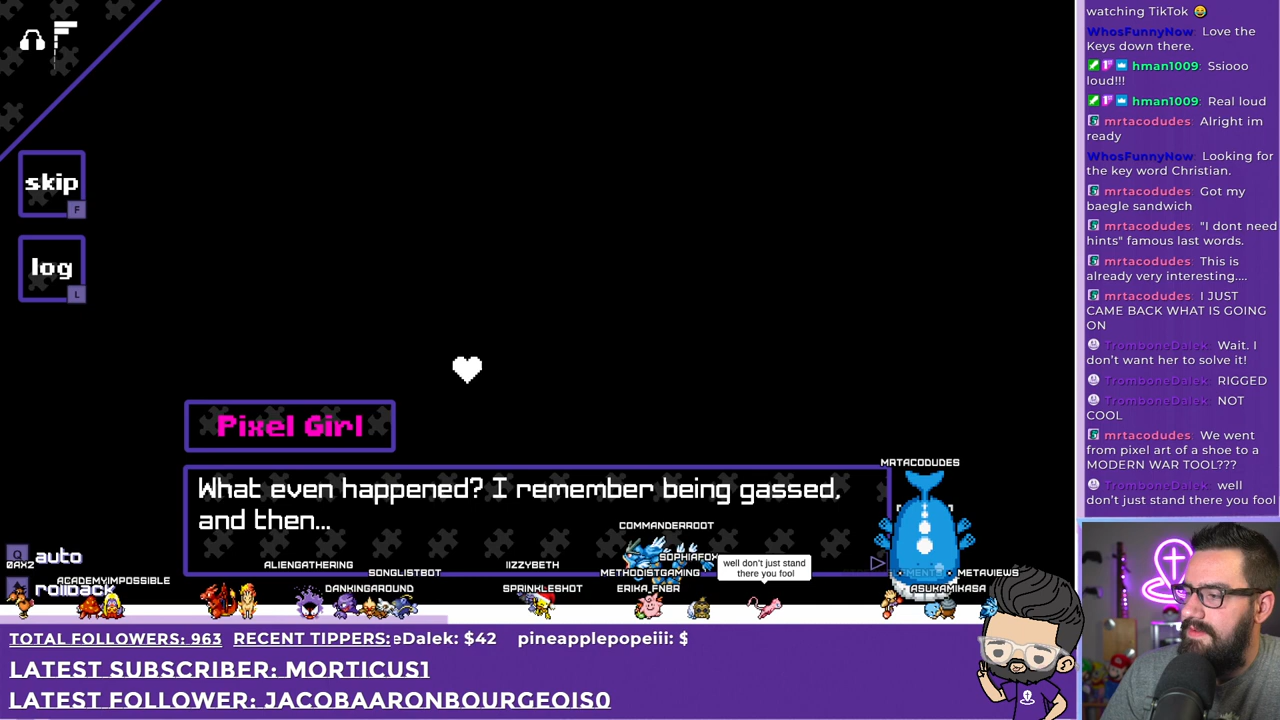 watching TikTok 😄
WhosFunnyNow: Love the
Keys down there.
hman1009: Ssiooo
loud!!!
hman1009: Real loud
mrtacodudes: Alright im
ready
WhosFunnyNow: Looking for
the key word Christian.
mrtacodudes: Got my
baegle sandwich
mrtacodudes: "I dont need
hints" famous last words.
mrtacodudes: This is
already very interesting....
mrtacodudes: I JUST
CAME BACK WHAT IS GOING
ON
TromboneDalek: Wait. I
don't want her to solve it!
TromboneDalek: RIGGED
TromboneDalek: NOT
COOL
mrtacodudes: We went
from pixel art of a shoe to a
MODERN WAR TOOL???
TromboneDalek: well
don't just stand there you fool
skip
F
log
L
Pixel Girl
What even happened? I remember being gassed,
and then...
Q
auto
rollback
MRTACODUDES
COMMANDERROOT
SOPHIAFOX
ALIENGATHERING
SONGLISTBOT
IIZZYBETH
METHODISTGAMING
well don't just stand
there you fool
METAVIEWS
0AXZ
ACADEMYIMPOSSIBLE
DANKINGAROUND
SPRINKLESHOT
ERIKA_FNBR
ASUKAMIKASA
TOTAL FOLLOWERS: 963
RECENT TIPPERS: eDalek: $42 pineapplepopeiii: $
LATEST SUBSCRIBER: MORTICUS1
LATEST FOLLOWER: JACOBAARONBOURGEOIS0